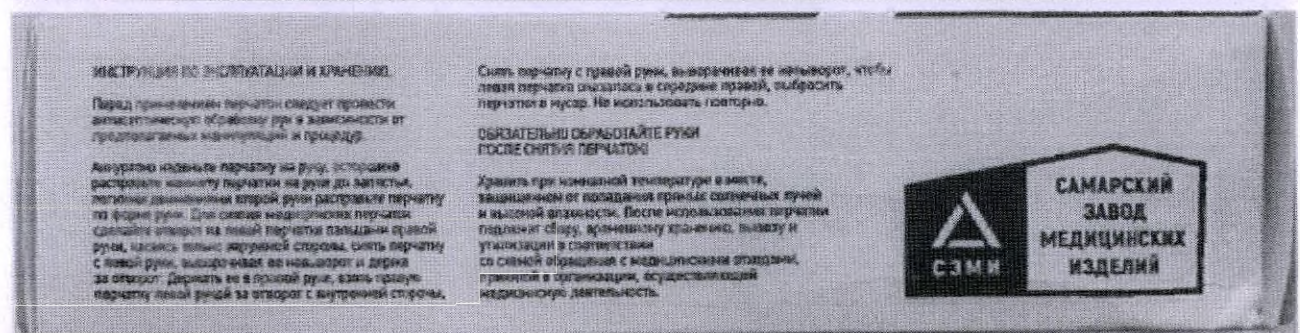 ИНСТРУКЦИЯ ПО ЭКСПЛУАТАЦИИ И ХРАНЕНИЮ.
Перед применением перчаток следует провести
антисептическую обработку рук в зависимости от
предполагаемых манипуляций и процедур.
Аккуратно наденьте перчатку на руку, осторожно
расправьте манжету перчатки на руке до запястья,
легкими движениями второй руки расправьте перчатку
по форме руки. Для снятия медицинских перчаток
сделайте отворот на левой перчатке пальцами правой
руки, касаясь только наружной стороны, снять перчатку
с левой руки, выворачивая ее навыворот и держа
за отворот. Держать ее в правой руке, взять правую
перчатку левой рукой за отворот с внутренней стороны.
Снять перчатку с правой руки, выворачивая ее навыворот, чтобы
левая перчатка оказалась в середине правой, выбросить
перчатки в мусор. Не использовать повторно.
ОБЯЗАТЕЛЬНО ОБРАБОТАЙТЕ РУКИ
ПОСЛЕ СНЯТИЯ ПЕРЧАТОК!
Хранить при комнатной температуре в месте,
защищенном от попадания прямых солнечных лучей
и высокой влажности. После использования перчатки
подлежат сбору, временному хранению, вывозу и
утилизации в соответствии
со схемой обращения с медицинскими отходами,
принятой в организации, осуществляющей
медицинскую деятельность.
СЗМИ
САМАРСКИЙ
ЗАВОД
МЕДИЦИНСКИХ
ИЗДЕЛИЙ